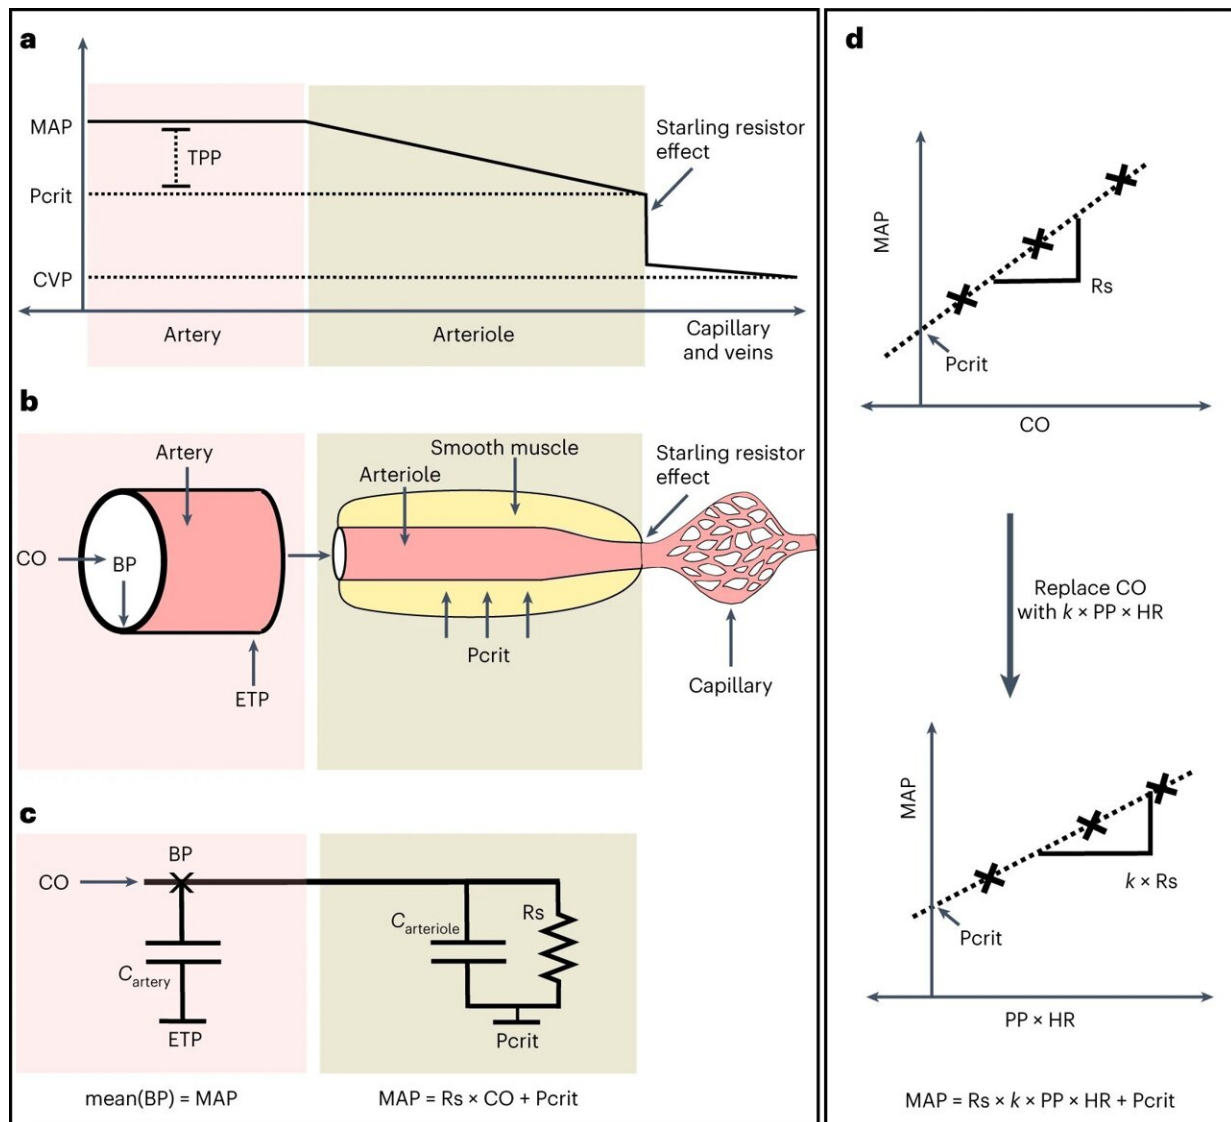 a
MAP
TPP
Pcrit
CVP
Starling resistor
effect
Artery
Arteriole
Capillary
and veins
b
Artery
CO
BP
ETP
Arteriole
Smooth muscle
Pcrit
Starling resistor
effect
Capillary
c
CO
BP
Cartery
ETP
Carteriole
Rs
Pcrit
mean(BP) = MAP
MAP = Rs × CO + Pcrit
d
MAP
Rs
Pcrit
CO
Replace CO
with k × PP × HR
MAP
k × Rs
Pcrit
PP × HR
MAP = Rs × k × PP × HR + Pcrit